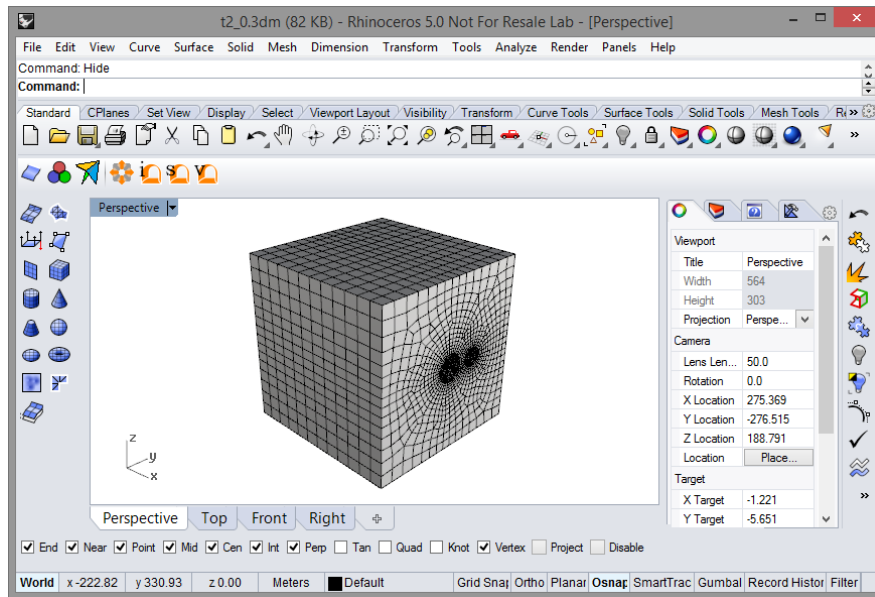 t2_0.3dm (82 KB) - Rhinoceros 5.0 Not For Resale Lab - [Perspective]
File Edit View Curve Surface Solid Mesh Dimension Transform Tools Analyze Render Panels Help
Command: Hide
Command:
Standard CPlanes Set View Display Select Viewport Layout Visibility Transform Curve Tools Surface Tools Solid Tools Mesh Tools »
»
i S V
Perspective
Viewport
Title Perspective
Width 564
Height 303
Projection Perspe...
Camera
Lens Len... 50.0
Rotation 0.0
X Location 275.369
Y Location -276.515
Z Location 188.791
Location Place...
Target
X Target -1.221
Y Target -5.651
»
z
y
x
Perspective Top Front Right
End Near Point Mid Cen Int Perp Tan Quad Knot Vertex Project Disable
World x -222.82 y 330.93 z 0.00 Meters Default Grid Snap Ortho Planar Osnap SmartTrac Gumbal Record Histor Filter